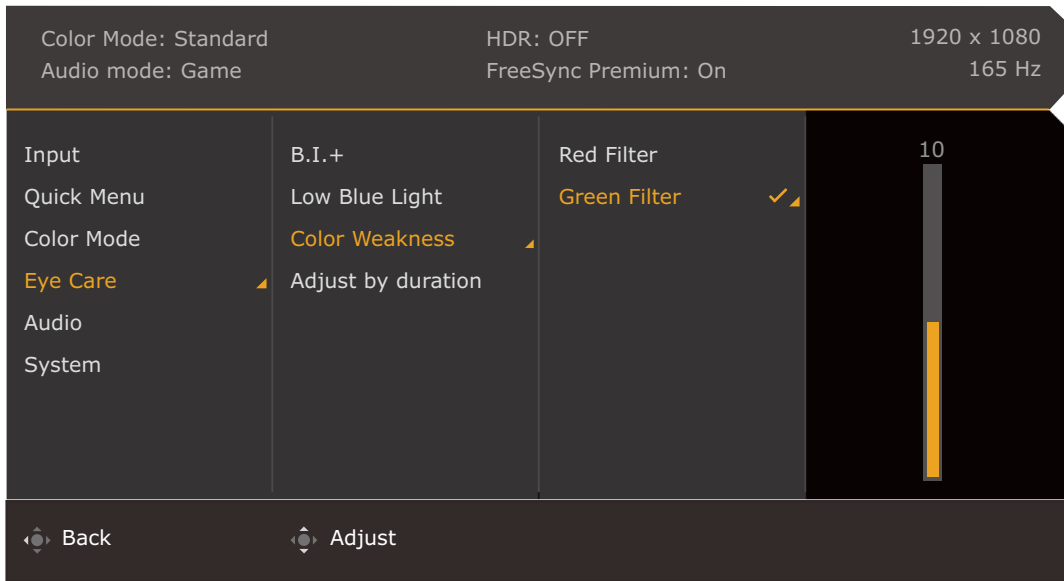 Color Mode: Standard
HDR: OFF
1920 x 1080
Audio mode: Game
FreeSync Premium: On
165 Hz
Input
Quick Menu
Color Mode
Eye Care
Audio
System
B.I.+
Low Blue Light
Color Weakness
Adjust by duration
Red Filter
Green Filter
10
Back
Adjust